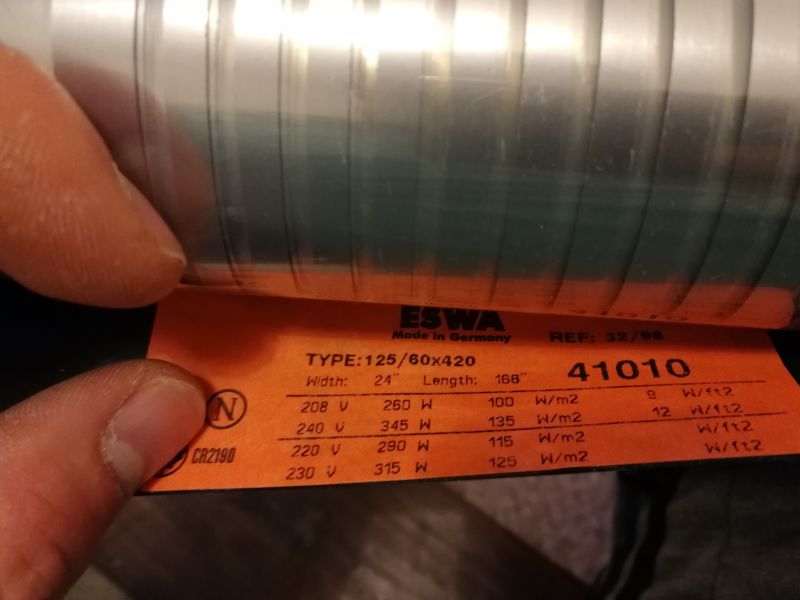 41010
ESWA
Made in Germany
REF: 32/98
TYPE:125/60x420
41010
Width: 24" Length: 166"
N
208 V 260 W 100 W/m2 9 W/ft2
240 V 345 W 135 W/m2 12 W/ft2
220 V 290 W 115 W/m2 W/ft2
CR2190
230 V 315 W 125 W/m2 W/ft2